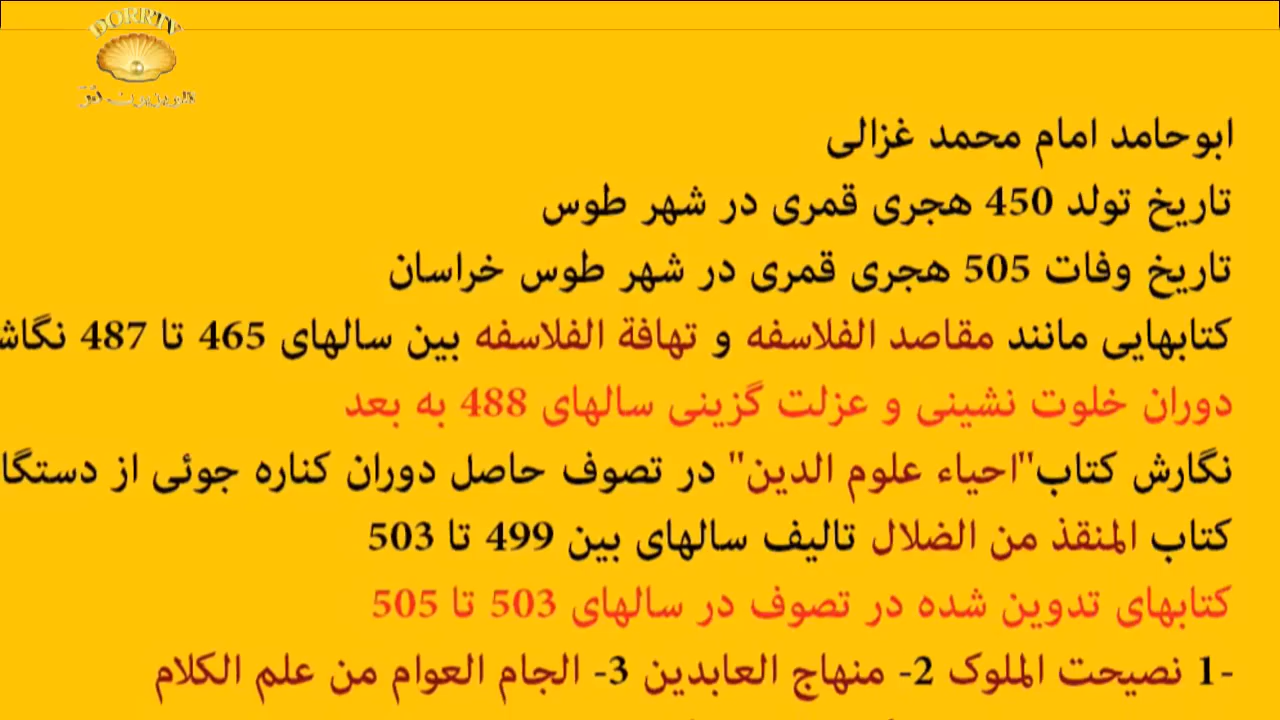 DORRTV
تلویزیون دُرّ
ابوحامد امام محمد غزالی
تاریخ تولد 450 هجری قمری در شهر طوس
تاریخ وفات 505 هجری قمری در شهر طوس خراسان
کتابهایی مانند مقاصد الفلاسفه و تهافة الفلاسفه بین سالهای 465 تا 487
دوران خلوت نشینی و عزلت گزینی سالهای 488 به بعد
نگارش کتاب"احیاء علوم الدین" در تصوف حاصل دوران کناره جوئی از
کتاب المنقذ من الضلال تالیف سالهای بین 499 تا 503
کتابهای تدوین شده در تصوف در سالهای 503 تا 505
1- نصیحت الملوک 2- منهاج العابدین 3- الجام العوام من علم الکلام